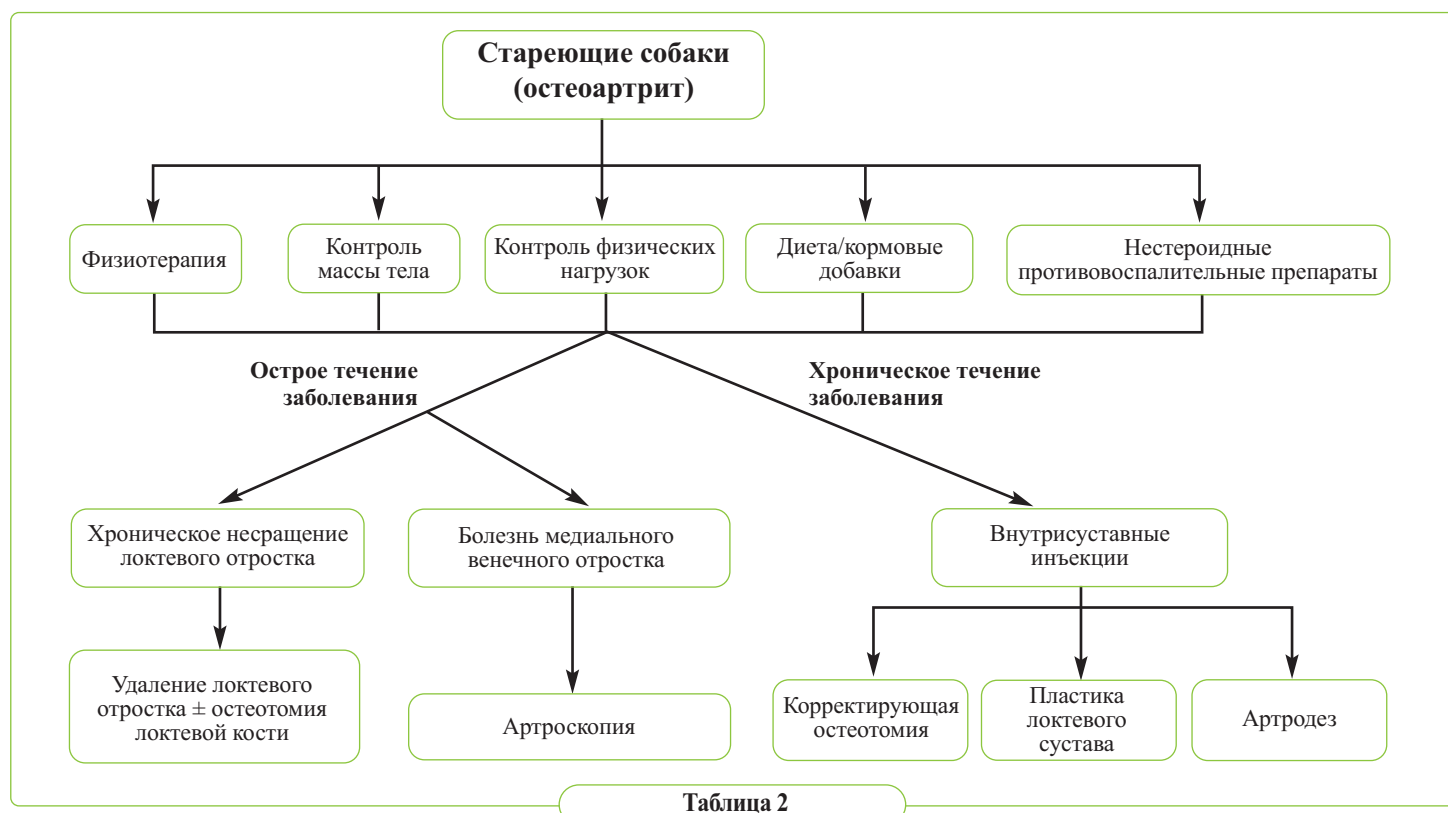 Стареющие собаки
(остеоартрит)
Физиотерапия
Контроль
массы тела
Контроль физических
нагрузок
Диета/кормовые
добавки
Нестероидные
противовоспалительные препараты
Острое течение
заболевания
Хроническое течение
заболевания
Хроническое несращение
локтевого отростка
Болезнь медиального
венечного отростка
Внутрисуставные
инъекции
Удаление локтевого
отростка ± остеотомия
локтевой кости
Артроскопия
Корректирующая
остеотомия
Пластика
локтевого
сустава
Артродез
Таблица 2